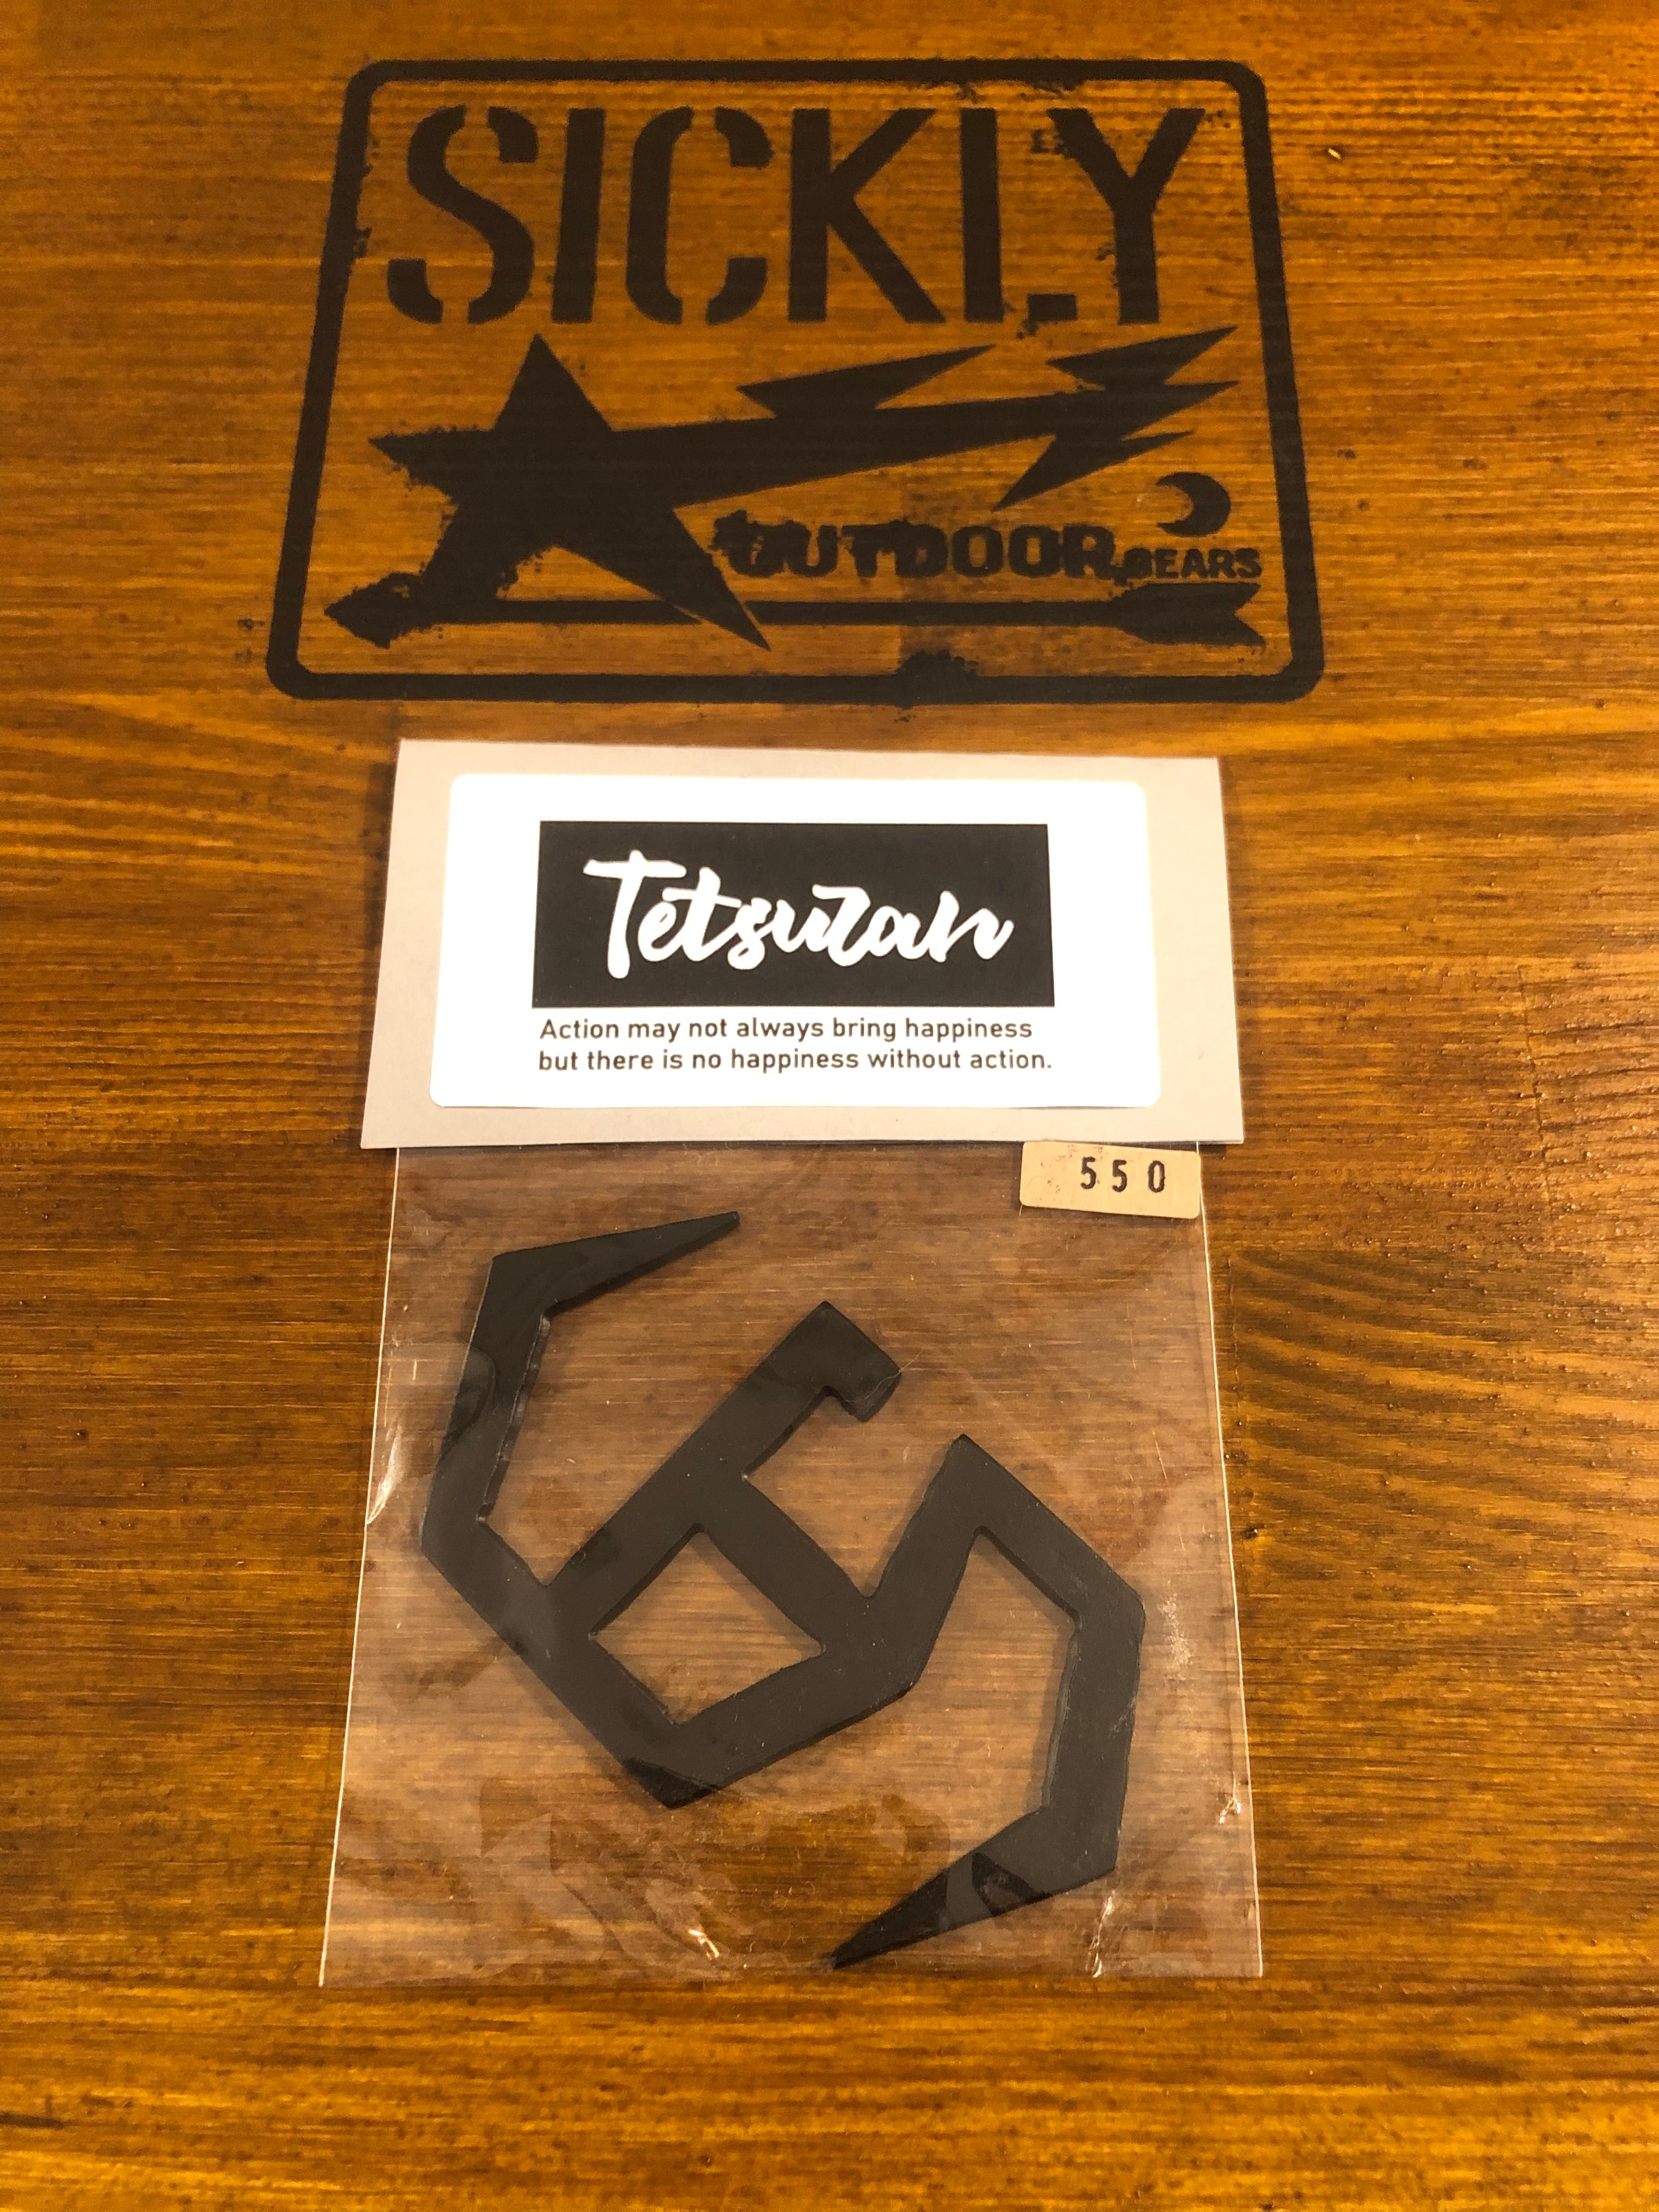 SICKLY
OUTDOOR GEARS
Tetsuzan
Action may not always bring happiness
but there is no happiness without action.
550